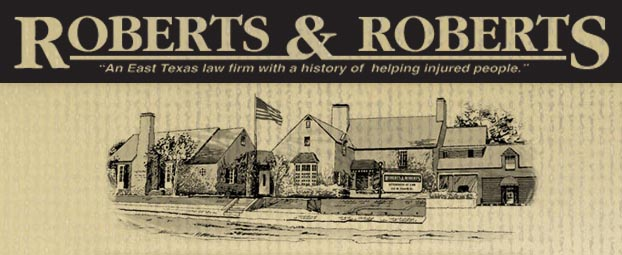 ROBERTS & ROBERTS
"An East Texas law firm with a history of helping injured people."
ROBERTS & ROBERTS